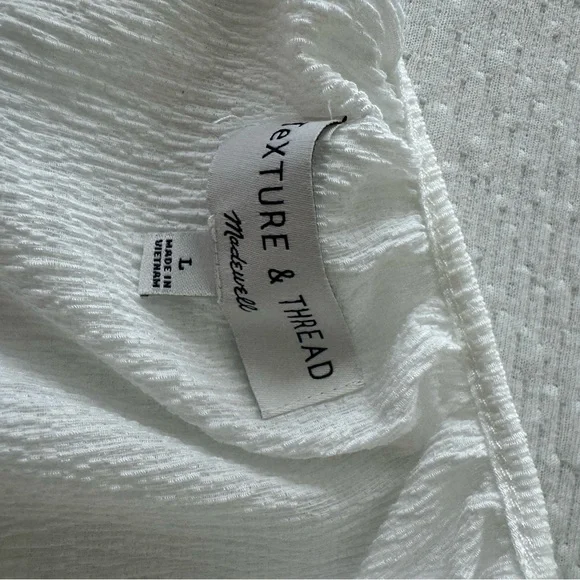 TEXTURE & THREAD
Madewell
L
MADE IN
VIETNAM